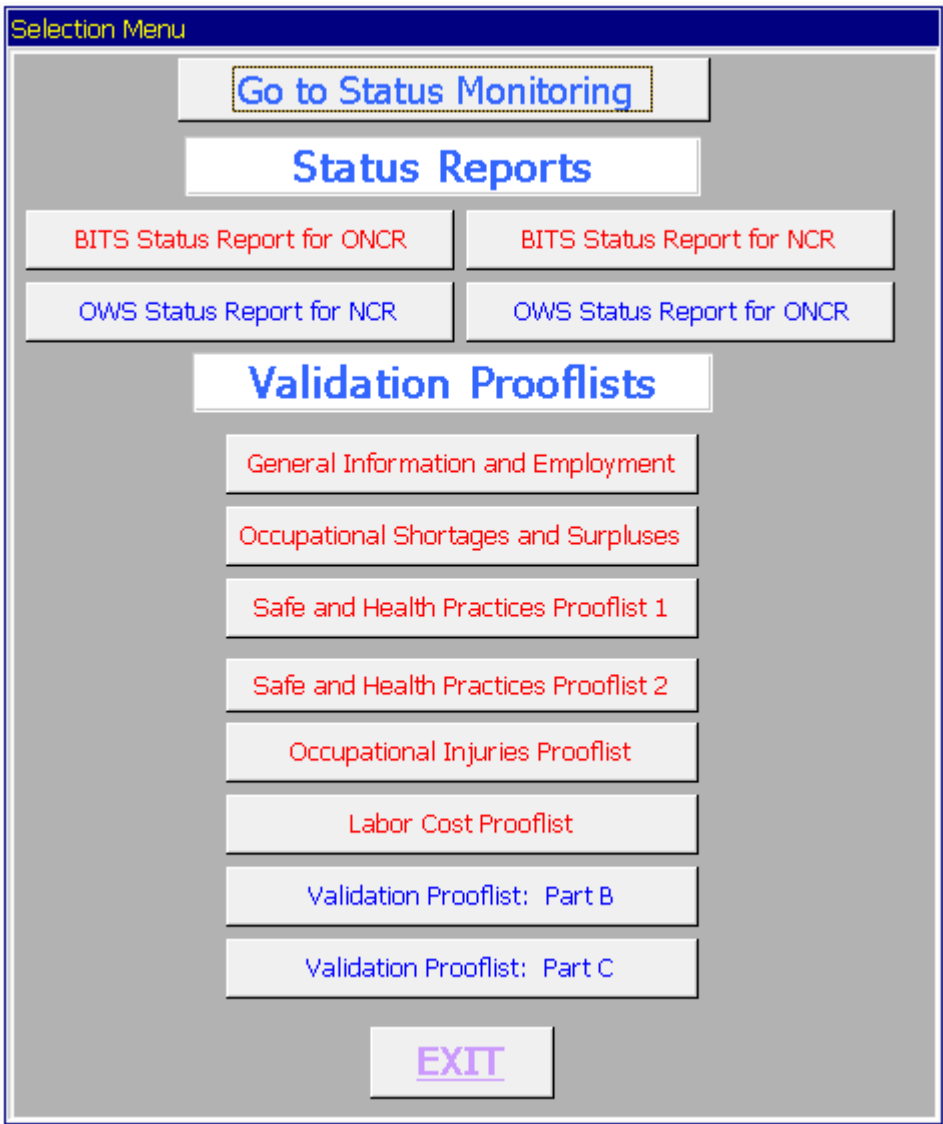 Selection Menu
Go to Status Monitoring
Status Reports
BITS Status Report for ONCR
BITS Status Report for NCR
OWS Status Report for NCR
OWS Status Report for ONCR
Validation Prooflists
General Information and Employment
Occupational Shortages and Surpluses
Safe and Health Practices Prooflist 1
Safe and Health Practices Prooflist 2
Occupational Injuries Prooflist
Labor Cost Prooflist
Validation Prooflist:  Part B
Validation Prooflist:  Part C
EXIT